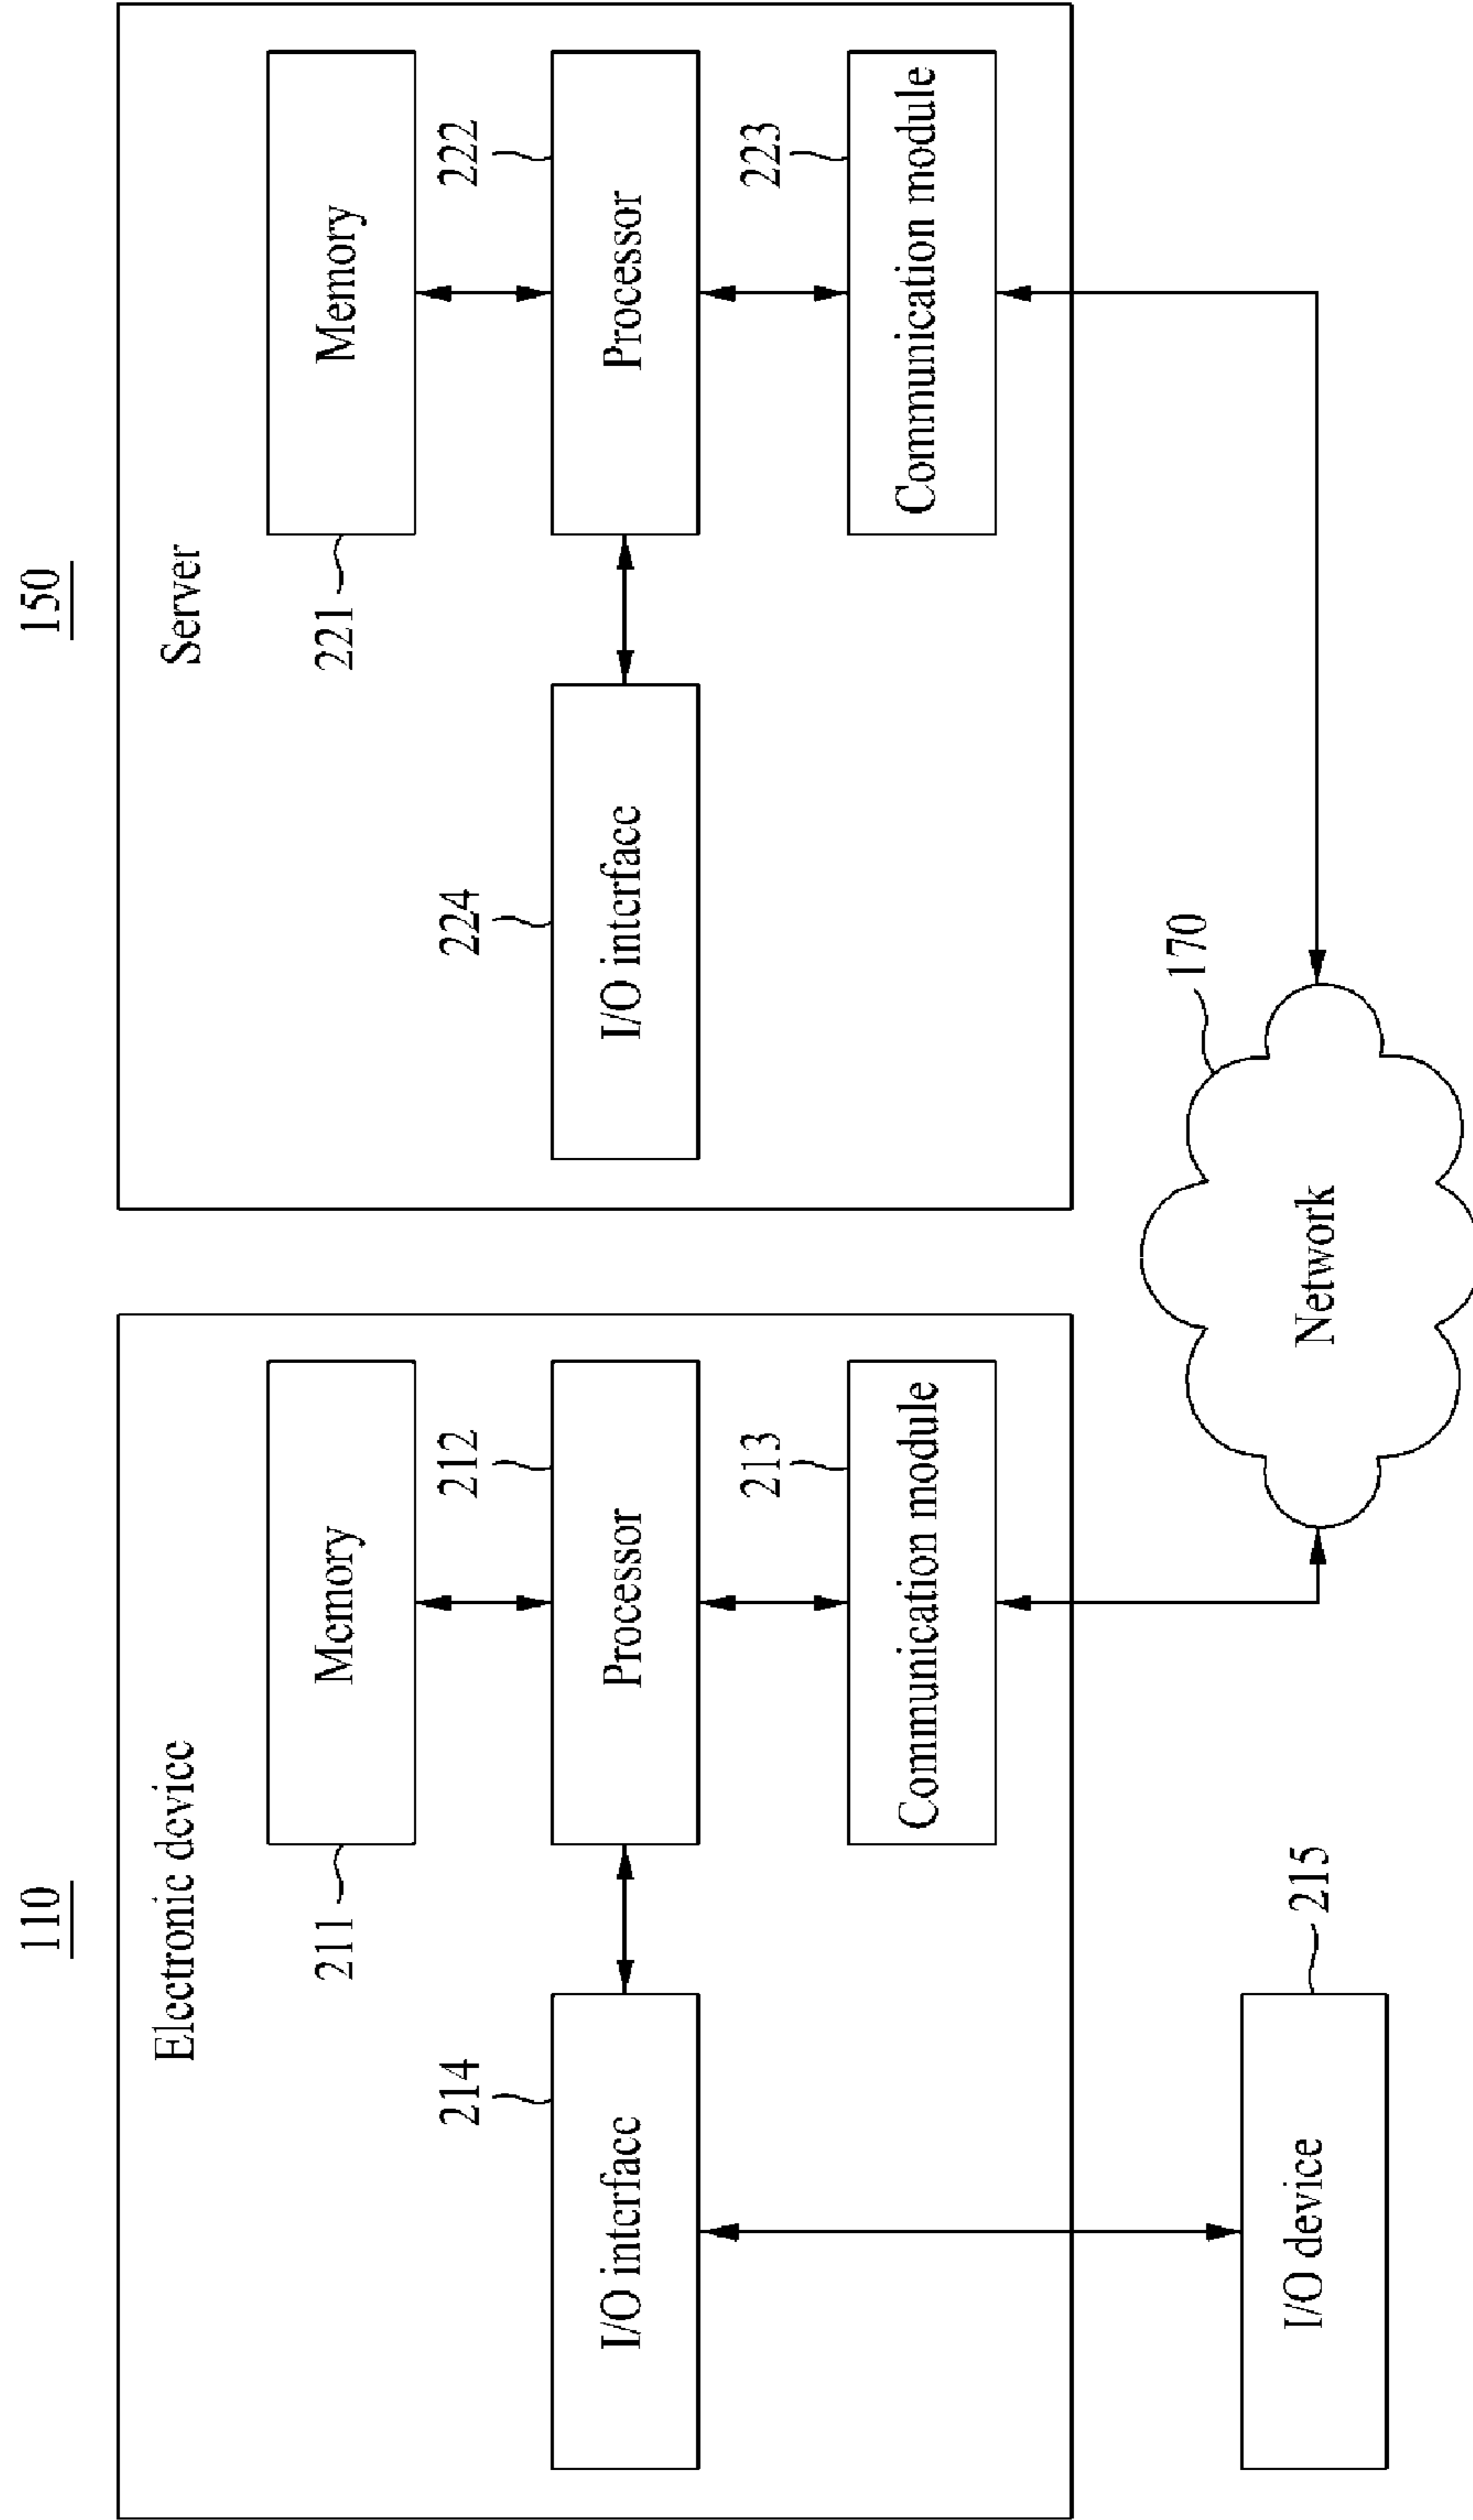 110
Electronic device
211
Memory
212
214
I/O interface
Processor
213
Communication module
215
I/O device
150
Server
221
Memory
222
224
I/O interface
Processor
223
Communication module
170
Network